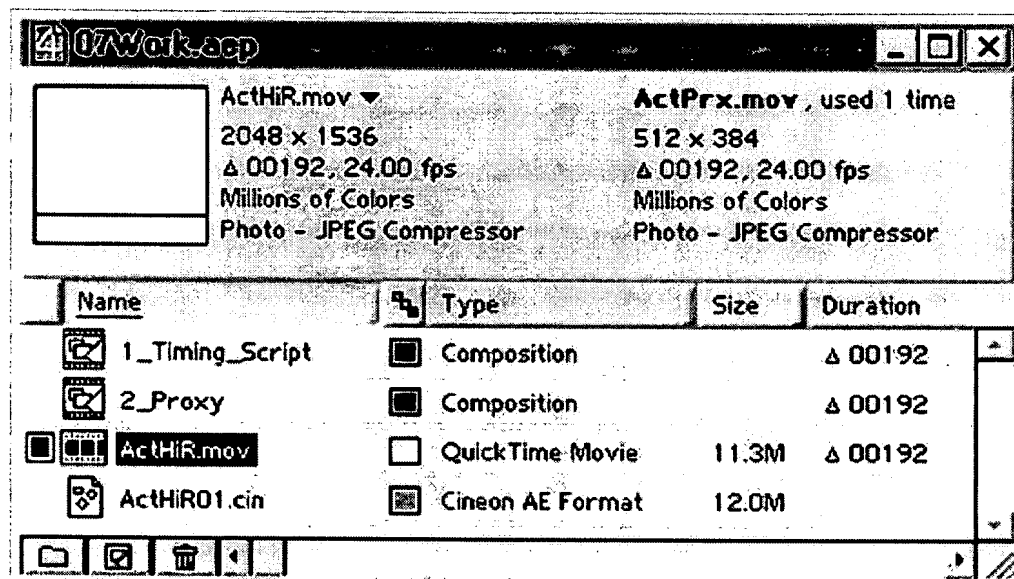 07Work.aep
ActHiR.mov
2048 x 1536
Δ 00192, 24.00 fps
Millions of Colors
Photo - JPEG Compressor
ActPrx.mov , used 1 time
512 x 384
Δ 00192, 24.00 fps
Millions of Colors
Photo - JPEG Compressor
Name Type Size Duration
1_Timing_Script Composition Δ 00192
2_Proxy Composition Δ 00192
ActHiR.mov QuickTime Movie 11.3M Δ 00192
ActHiR01.cin Cineon AE Format 12.0M